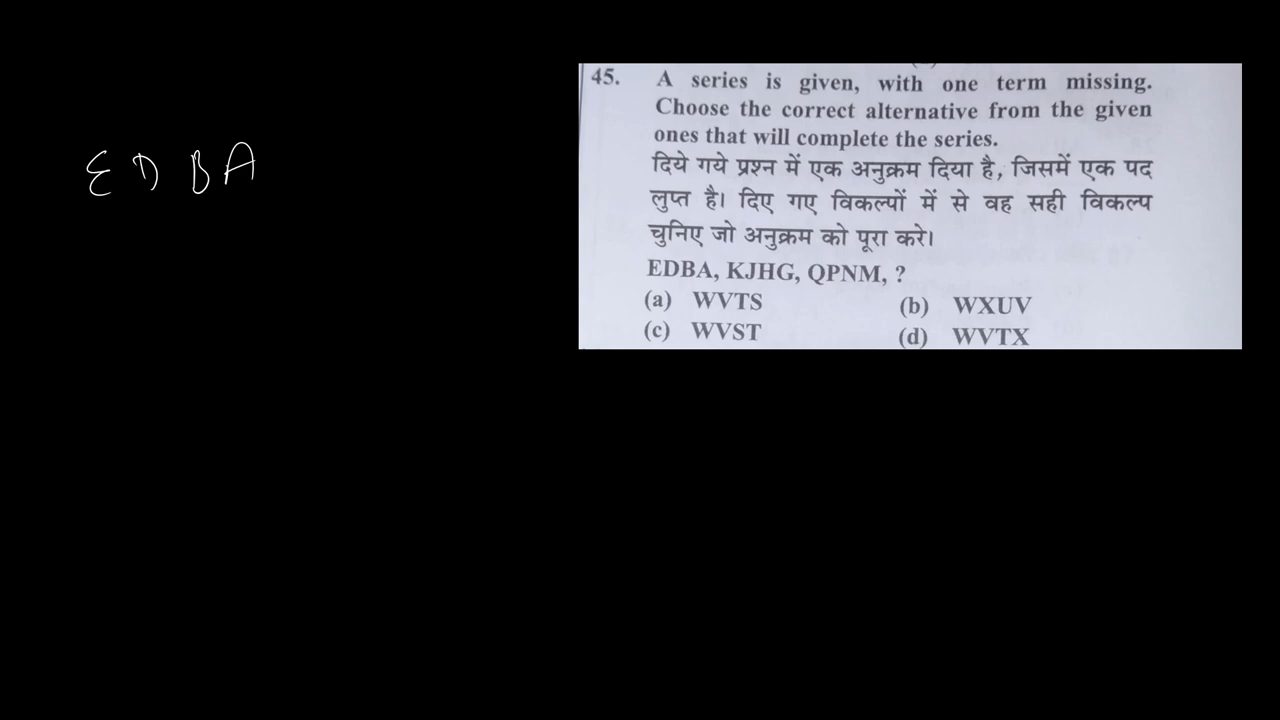 EDBA
45. A series is given, with one term missing.
Choose the correct alternative from the given
ones that will complete the series.
दिये गये प्रश्न में एक अनुक्रम दिया है, जिसमें एक पद
लुप्त है। दिए गए विकल्पों में से वह सही विकल्प
चुनिए जो अनुक्रम को पूरा करे।
EDBA, KJHG, QPNM, ?
(a) WVTS (b) WXUV
(c) WVST (d) WVTX